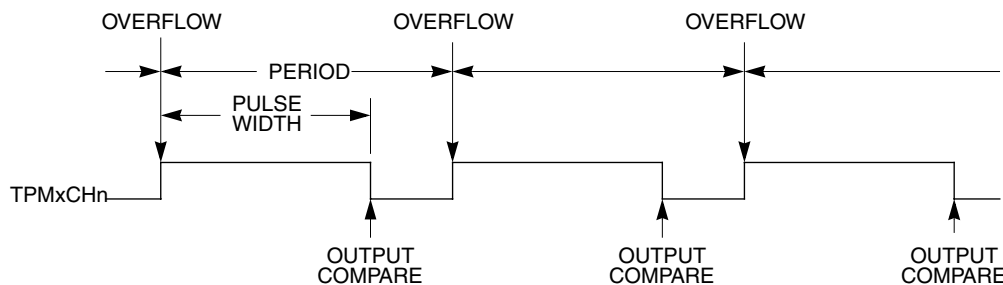 OVERFLOW
OVERFLOW
OVERFLOW
PERIOD
PULSE
WIDTH
TPMxCHn
OUTPUT
COMPARE
OUTPUT
COMPARE
OUTPUT
COMPARE